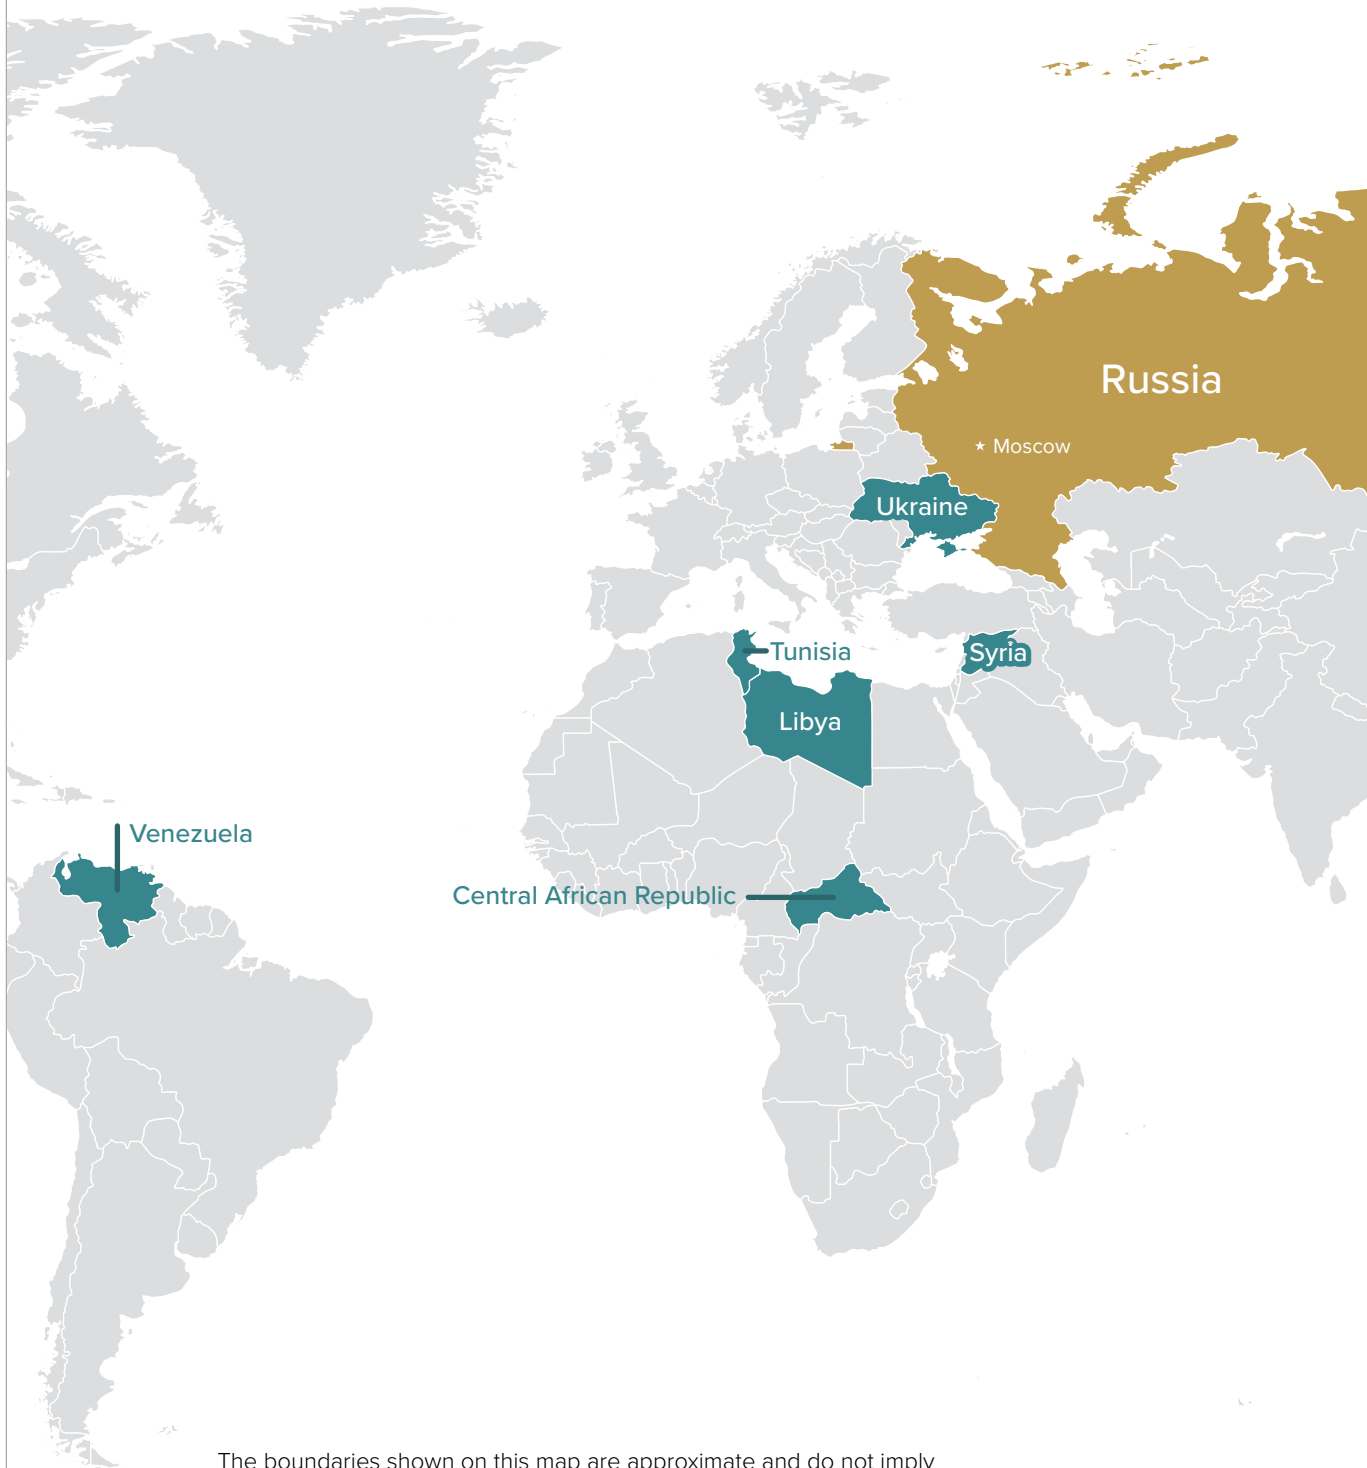 Russia
Moscow
Ukraine
Tunisia
Syria
Libya
Venezuela
Central African Republic
The boundaries shown on this map are approximate and do not imply